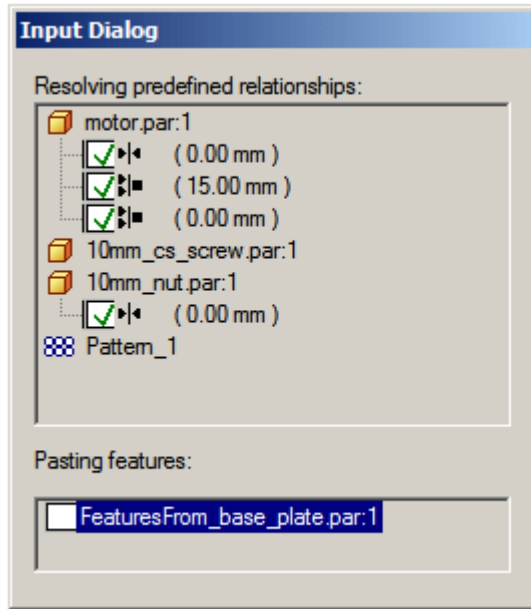 Input Dialog
Resolving predefined relationships:
motor.par:1
( 0.00 mm )
( 15.00 mm )
( 0.00 mm )
10mm_cs_screw.par:1
10mm_nut.par:1
( 0.00 mm )
Pattern_1
Pasting features:
FeaturesFrom_base_plate.par:1